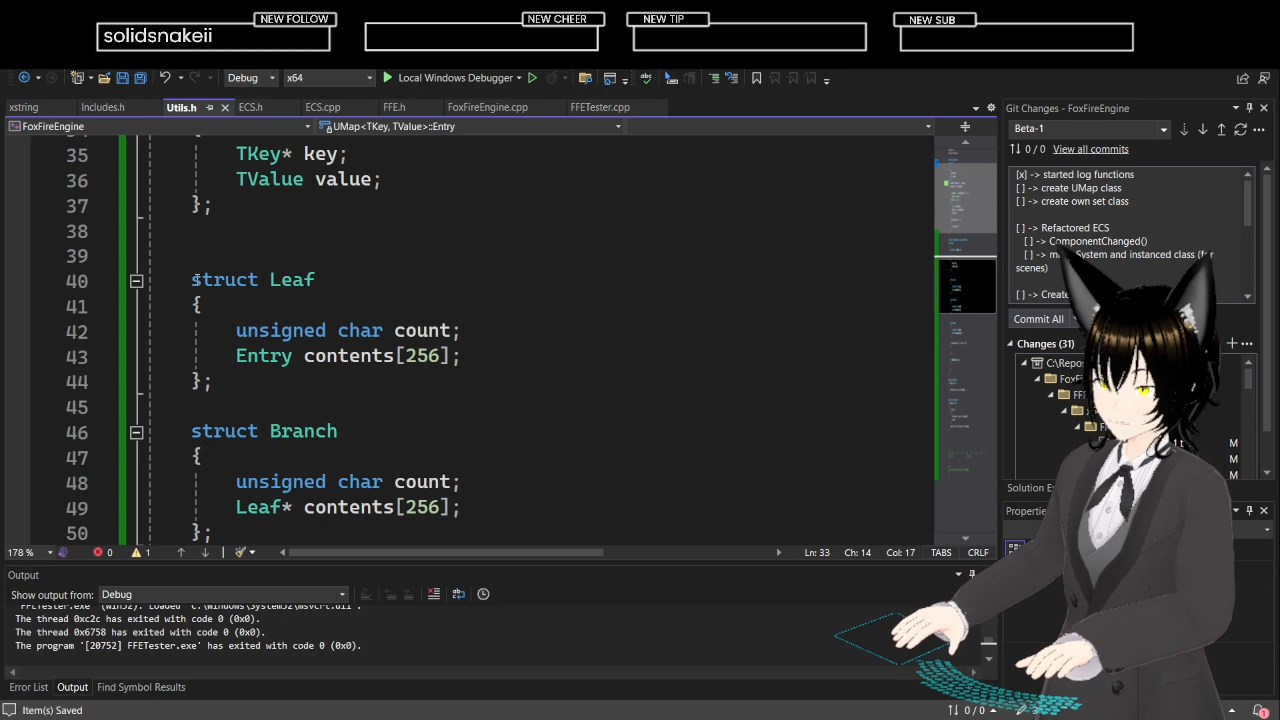 NEW FOLLOW
solidsnakeii
NEW CHEER
NEW TIP
NEW SUB
Debug
x64
Local Windows Debugger
xstring
Includes.h
Utils.h
ECS.h
ECS.cpp
FFE.h
FoxFireEngine.cpp
FFETester.cpp
FoxFireEngine
UMap<TKey, TValue>::Entry
35 TKey* key;
36 TValue value;
37 };
38
39
40 struct Leaf
41 {
42 unsigned char count;
43 Entry contents[256];
44 };
45
46 struct Branch
47 {
48 unsigned char count;
49 Leaf* contents[256];
50 };
178 %
0
1
Ln: 33
Ch: 14
Col: 17
TABS
CRLF
Git Changes - FoxFireEngine
Beta-1
0 / 0
View all commits
[x] -> started log functions
[ ] -> create UMap class
[ ] -> create own set class
[ ] -> Refactored ECS
[ ] -> ComponentChanged()
scenes)
Commit All
Changes (31)
M
M
M
Output
Show output from:
Debug
The thread 0xc2c has exited with code 0 (0x0).
The thread 0x6758 has exited with code 0 (0x0).
The program '[20752] FFETester.exe' has exited with code 0 (0x0).
Error List
Output
Find Symbol Results
Item(s) Saved
0 / 0